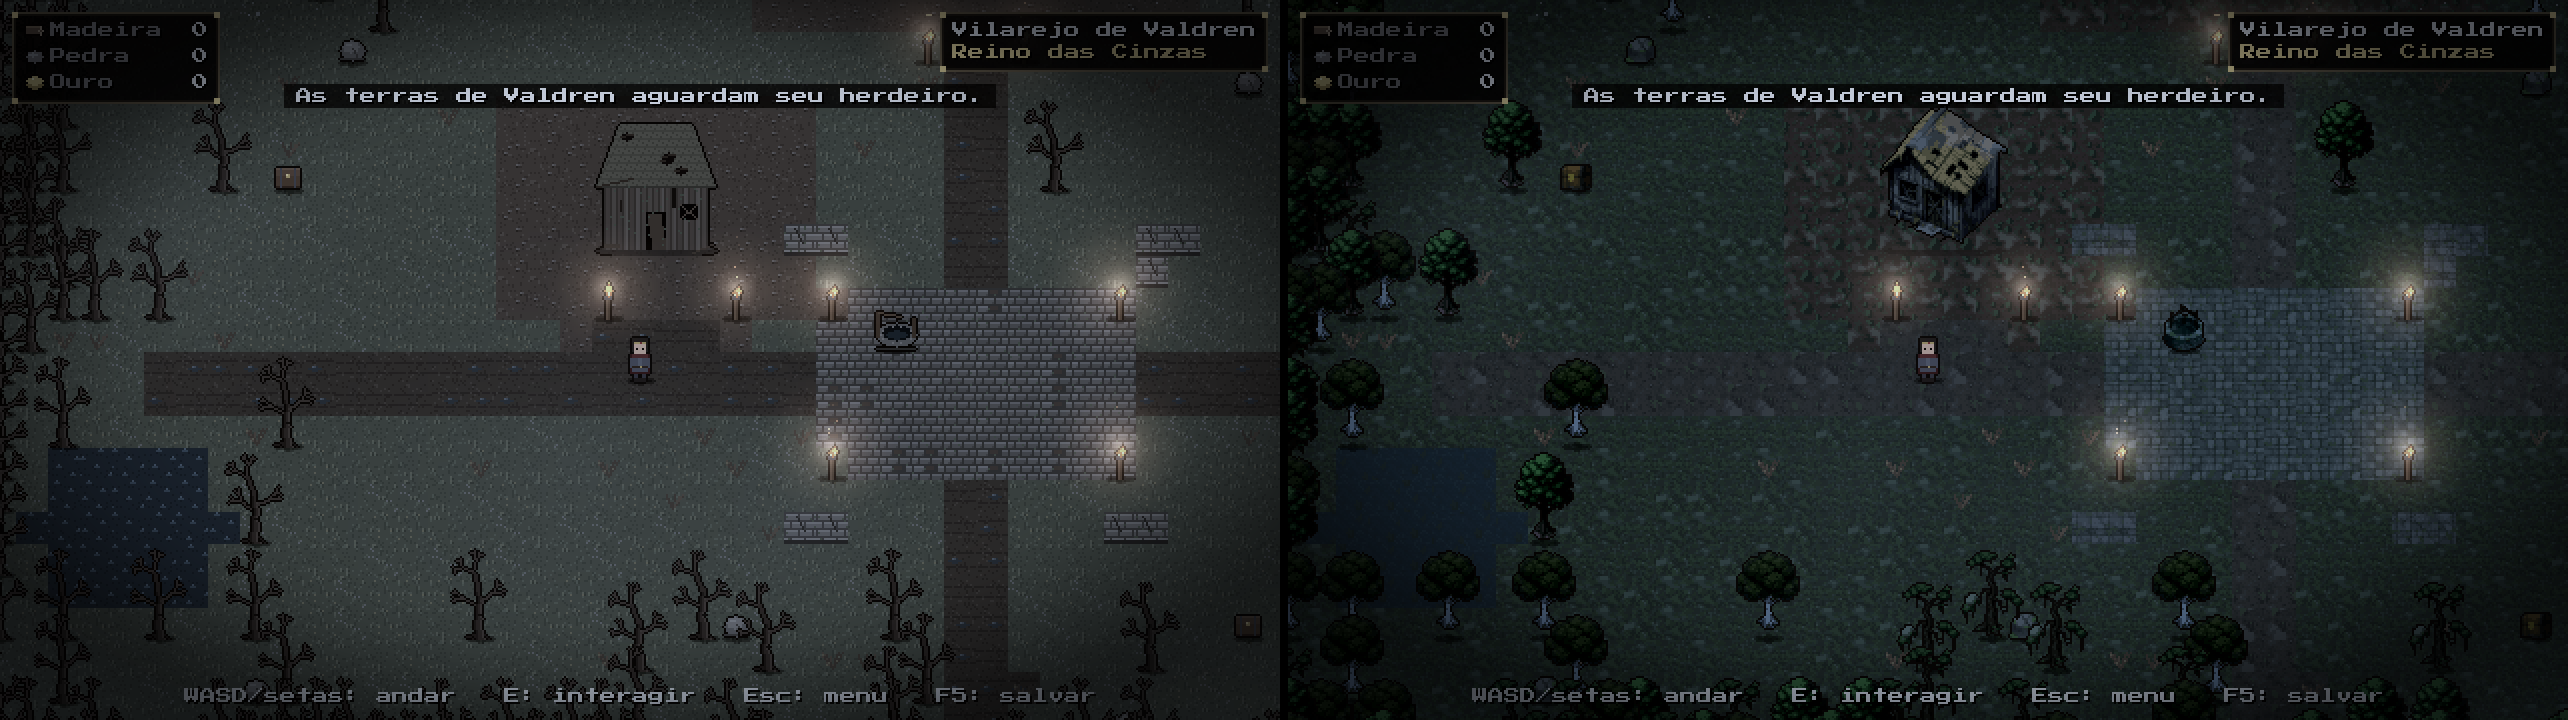 Madeira 0
Pedra 0
Ouro 0
Vilarejo de Valdren
Reino das Cinzas
As terras de Valdren aguardam seu herdeiro.
WASD/setas: andar E: interagir Esc: menu F5: salvar
Madeira 0
Pedra 0
Ouro 0
Vilarejo de Valdren
Reino das Cinzas
As terras de Valdren aguardam seu herdeiro.
WASD/setas: andar E: interagir Esc: menu F5: salvar